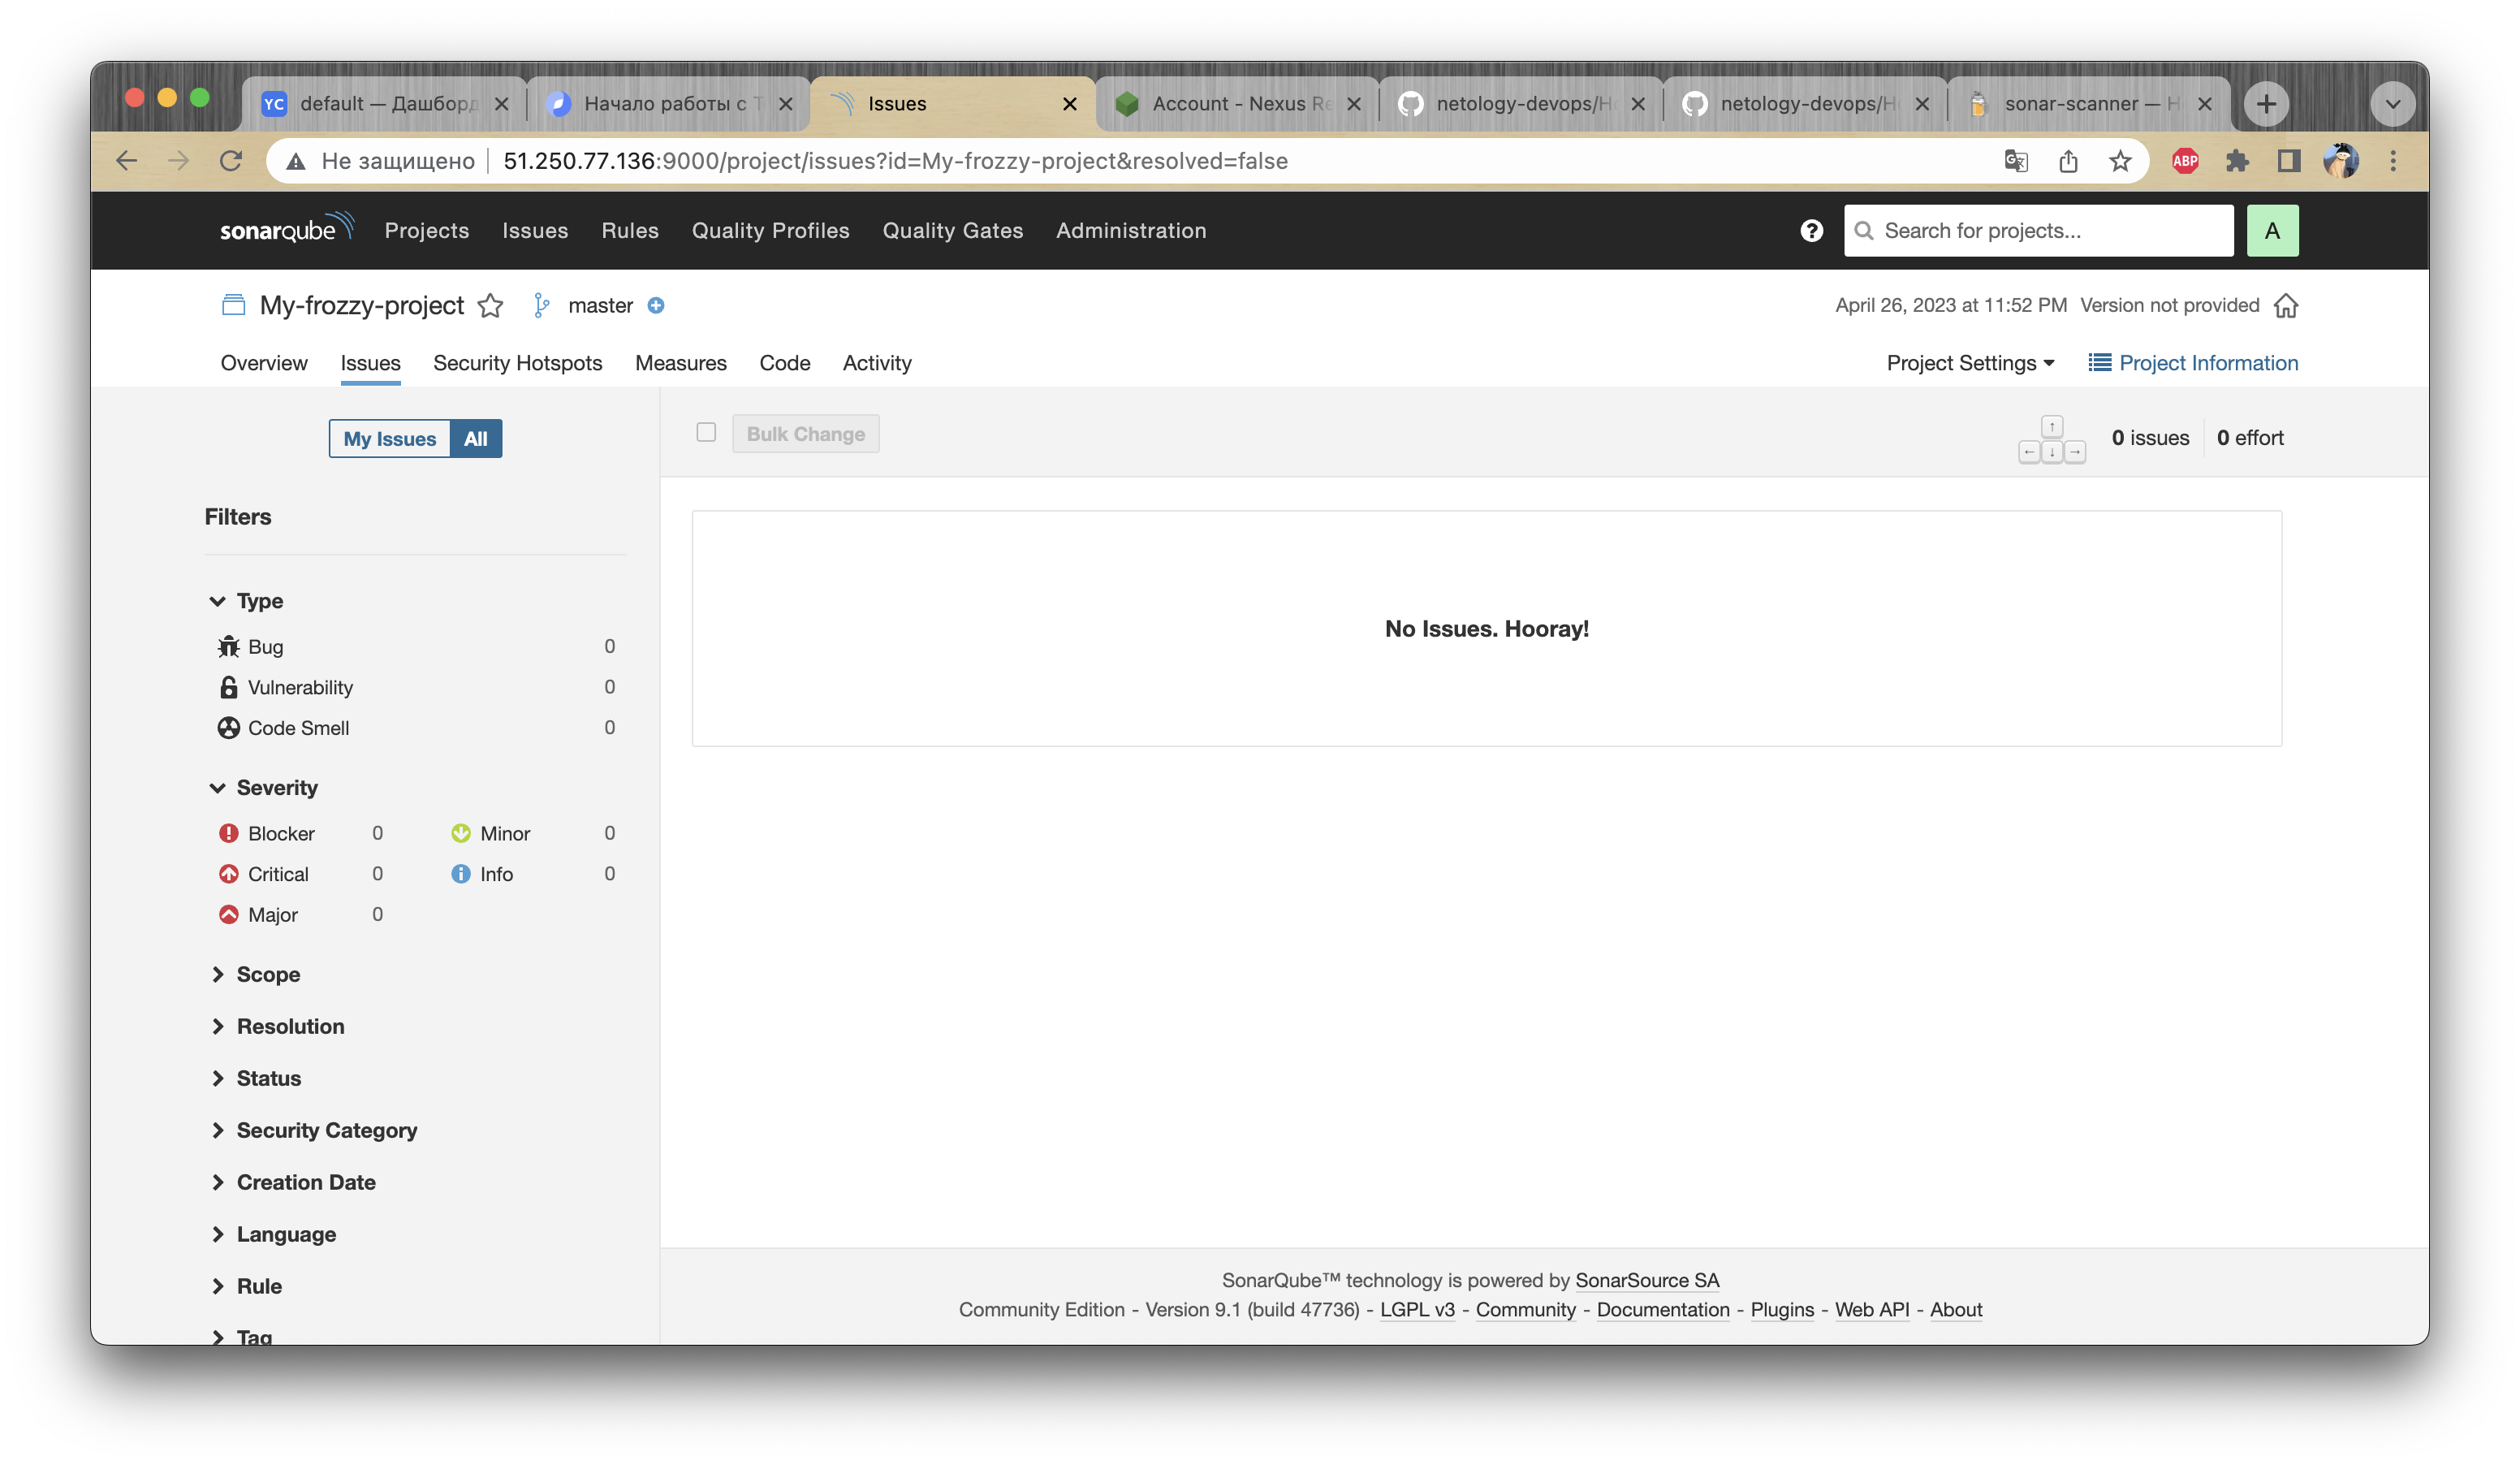 YC default — Дашборд
Начало работы с
Issues
Account - Nexus Re
netology-devops/H
netology-devops/H
sonar-scanner — H
Не защищено
51.250.77.136:9000/project/issues?id=My-frozzy-project&resolved=false
ABP
sonarqube
Projects
Issues
Rules
Quality Profiles
Quality Gates
Administration
?
Search for projects...
A
My-frozzy-project
master
April 26, 2023 at 11:52 PM
Version not provided
Overview
Issues
Security Hotspots
Measures
Code
Activity
Project Settings
Project Information
My Issues
All
Bulk Change
0 issues
0 effort
Filters
Type
Bug 0
Vulnerability 0
Code Smell 0
Severity
Blocker 0
Minor 0
Critical 0
Info 0
Major 0
Scope
Resolution
Status
Security Category
Creation Date
Language
Rule
Tag
No Issues. Hooray!
SonarQube™ technology is powered by SonarSource SA
Community Edition - Version 9.1 (build 47736) - LGPL v3 - Community - Documentation - Plugins - Web API - About